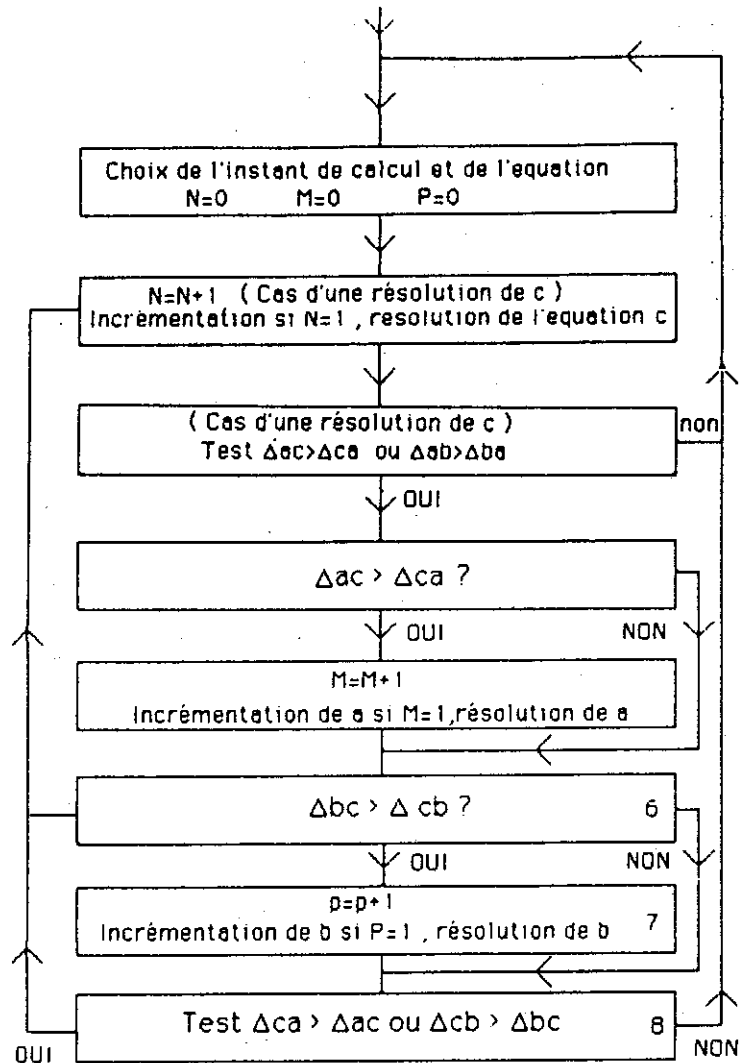 Choix de l'instant de calcul et de l'equation
N=0 M=0 P=0
N=N+1 (Cas d'une résolution de c)
Incrémentation si N=1, resolution de l'equation c
(Cas d'une résolution de c)
Test Δac>Δca ou Δab>Δba
non
OUI
Δac > Δca ?
OUI
NON
M=M+1
Incrémentation de a si M=1,résolution de a
Δbc > Δ cb ?
6
OUI
NON
p=p+1
Incrémentation de b si P=1, résolution de b
7
Test Δca > Δac ou Δcb > Δbc
8
OUI
NON